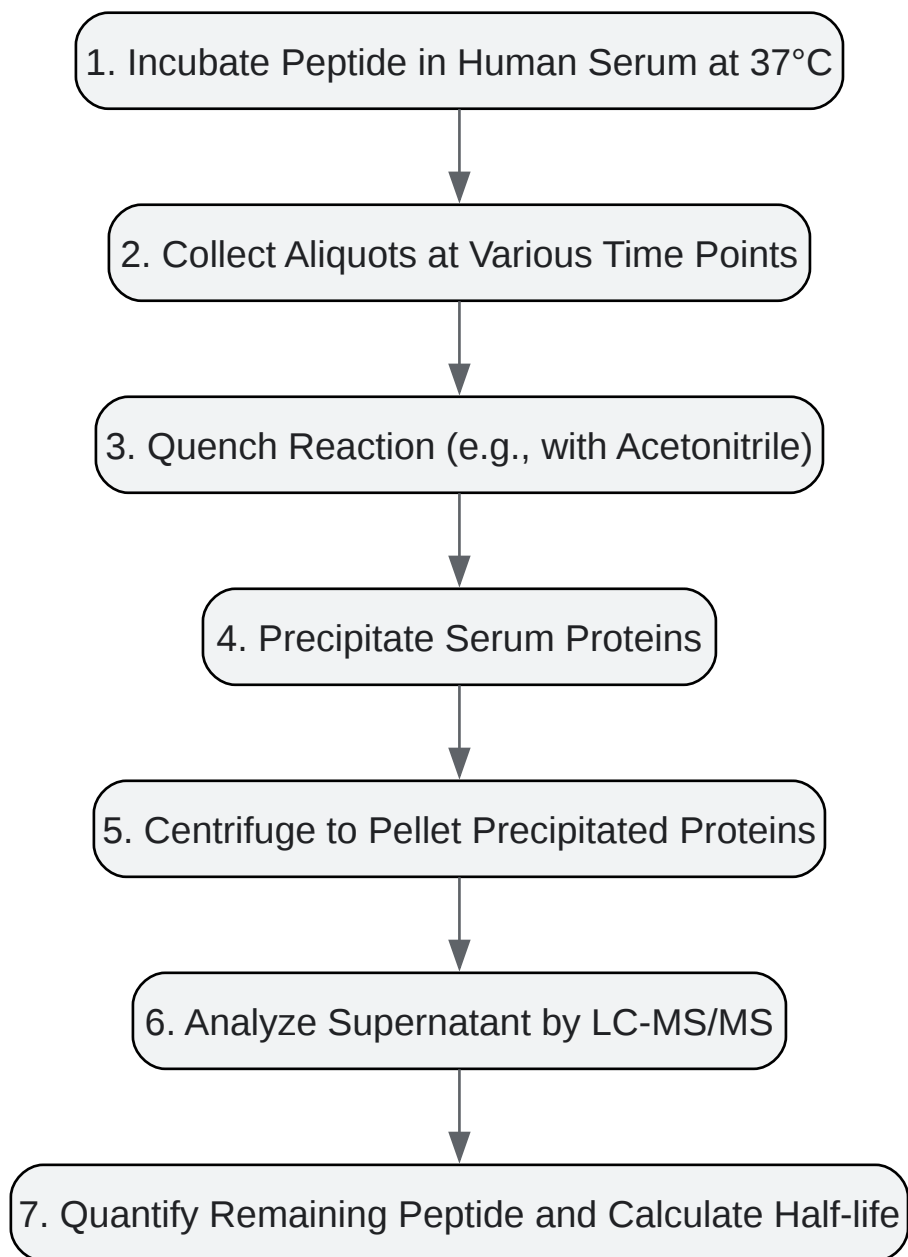 1. Incubate Peptide in Human Serum at 37°C
2. Collect Aliquots at Various Time Points
3. Quench Reaction (e.g., with Acetonitrile)
4. Precipitate Serum Proteins
5. Centrifuge to Pellet Precipitated Proteins
6. Analyze Supernatant by LC-MS/MS
7. Quantify Remaining Peptide and Calculate Half-life